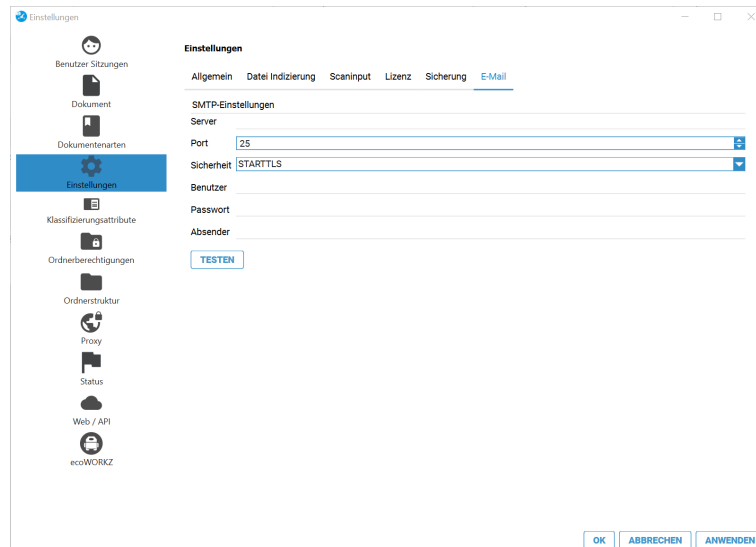 Einstellungen
Benutzer Sitzungen
Dokument
Dokumentenarten
Einstellungen
Klassifizierungsattribute
Ordnerberechtigungen
Ordnerstruktur
Proxy
Status
Web / API
ecoWORKZ
Einstellungen
Allgemein Datei Indizierung Scaninput Lizenz Sicherung E-Mail
SMTP-Einstellungen
Server
Port 25
Sicherheit STARTTLS
Benutzer
Passwort
Absender
TESTEN
OK ABBRECHEN ANWENDEN